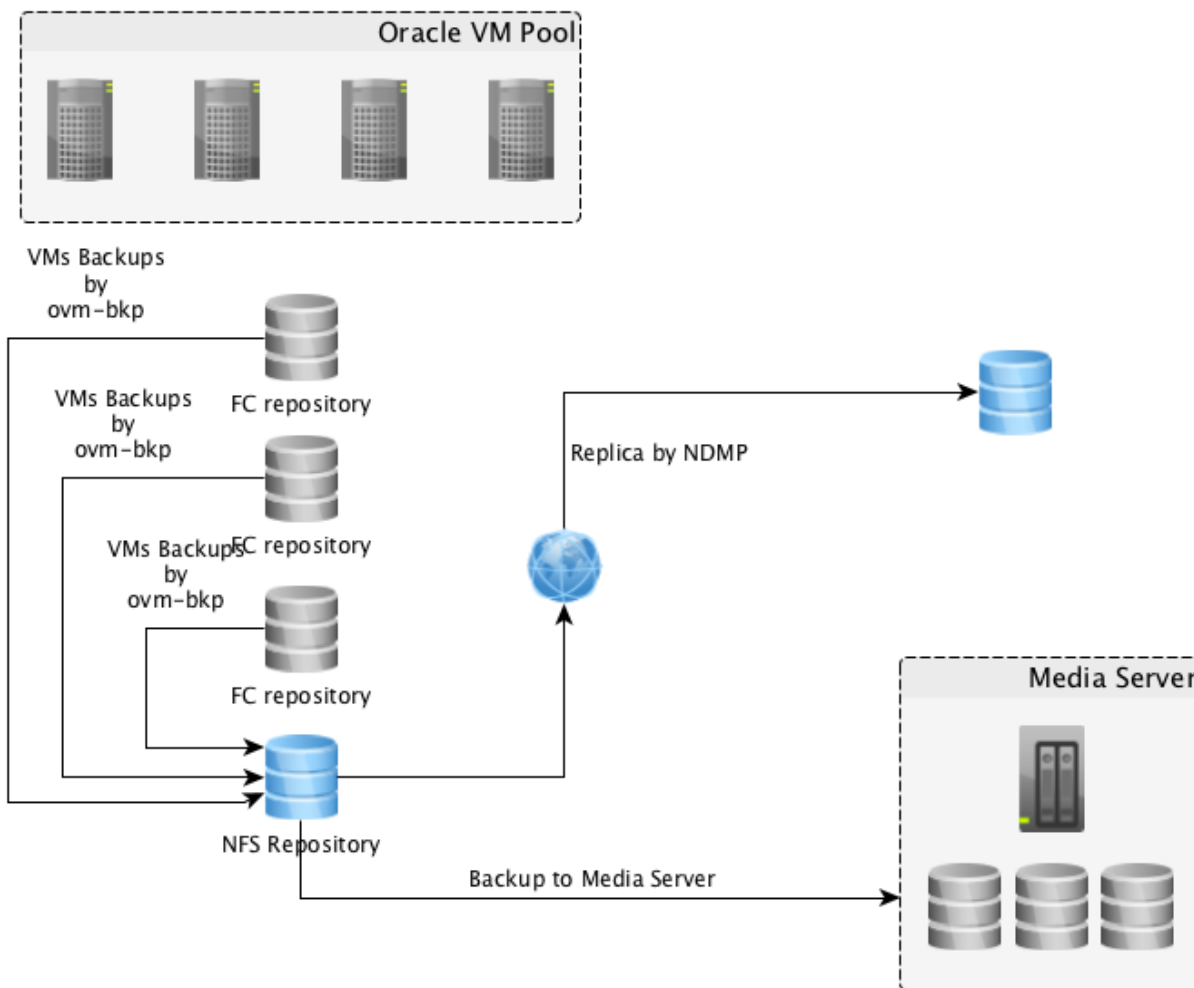 Oracle VM Pool
VMs Backups
by
ovm-bkp
FC repository
VMs Backups
by
ovm-bkp
FC repository
Replica by NDMP
VMs Backups
by
ovm-bkp
FC repository
NFS Repository
Media Server
Backup to Media Server